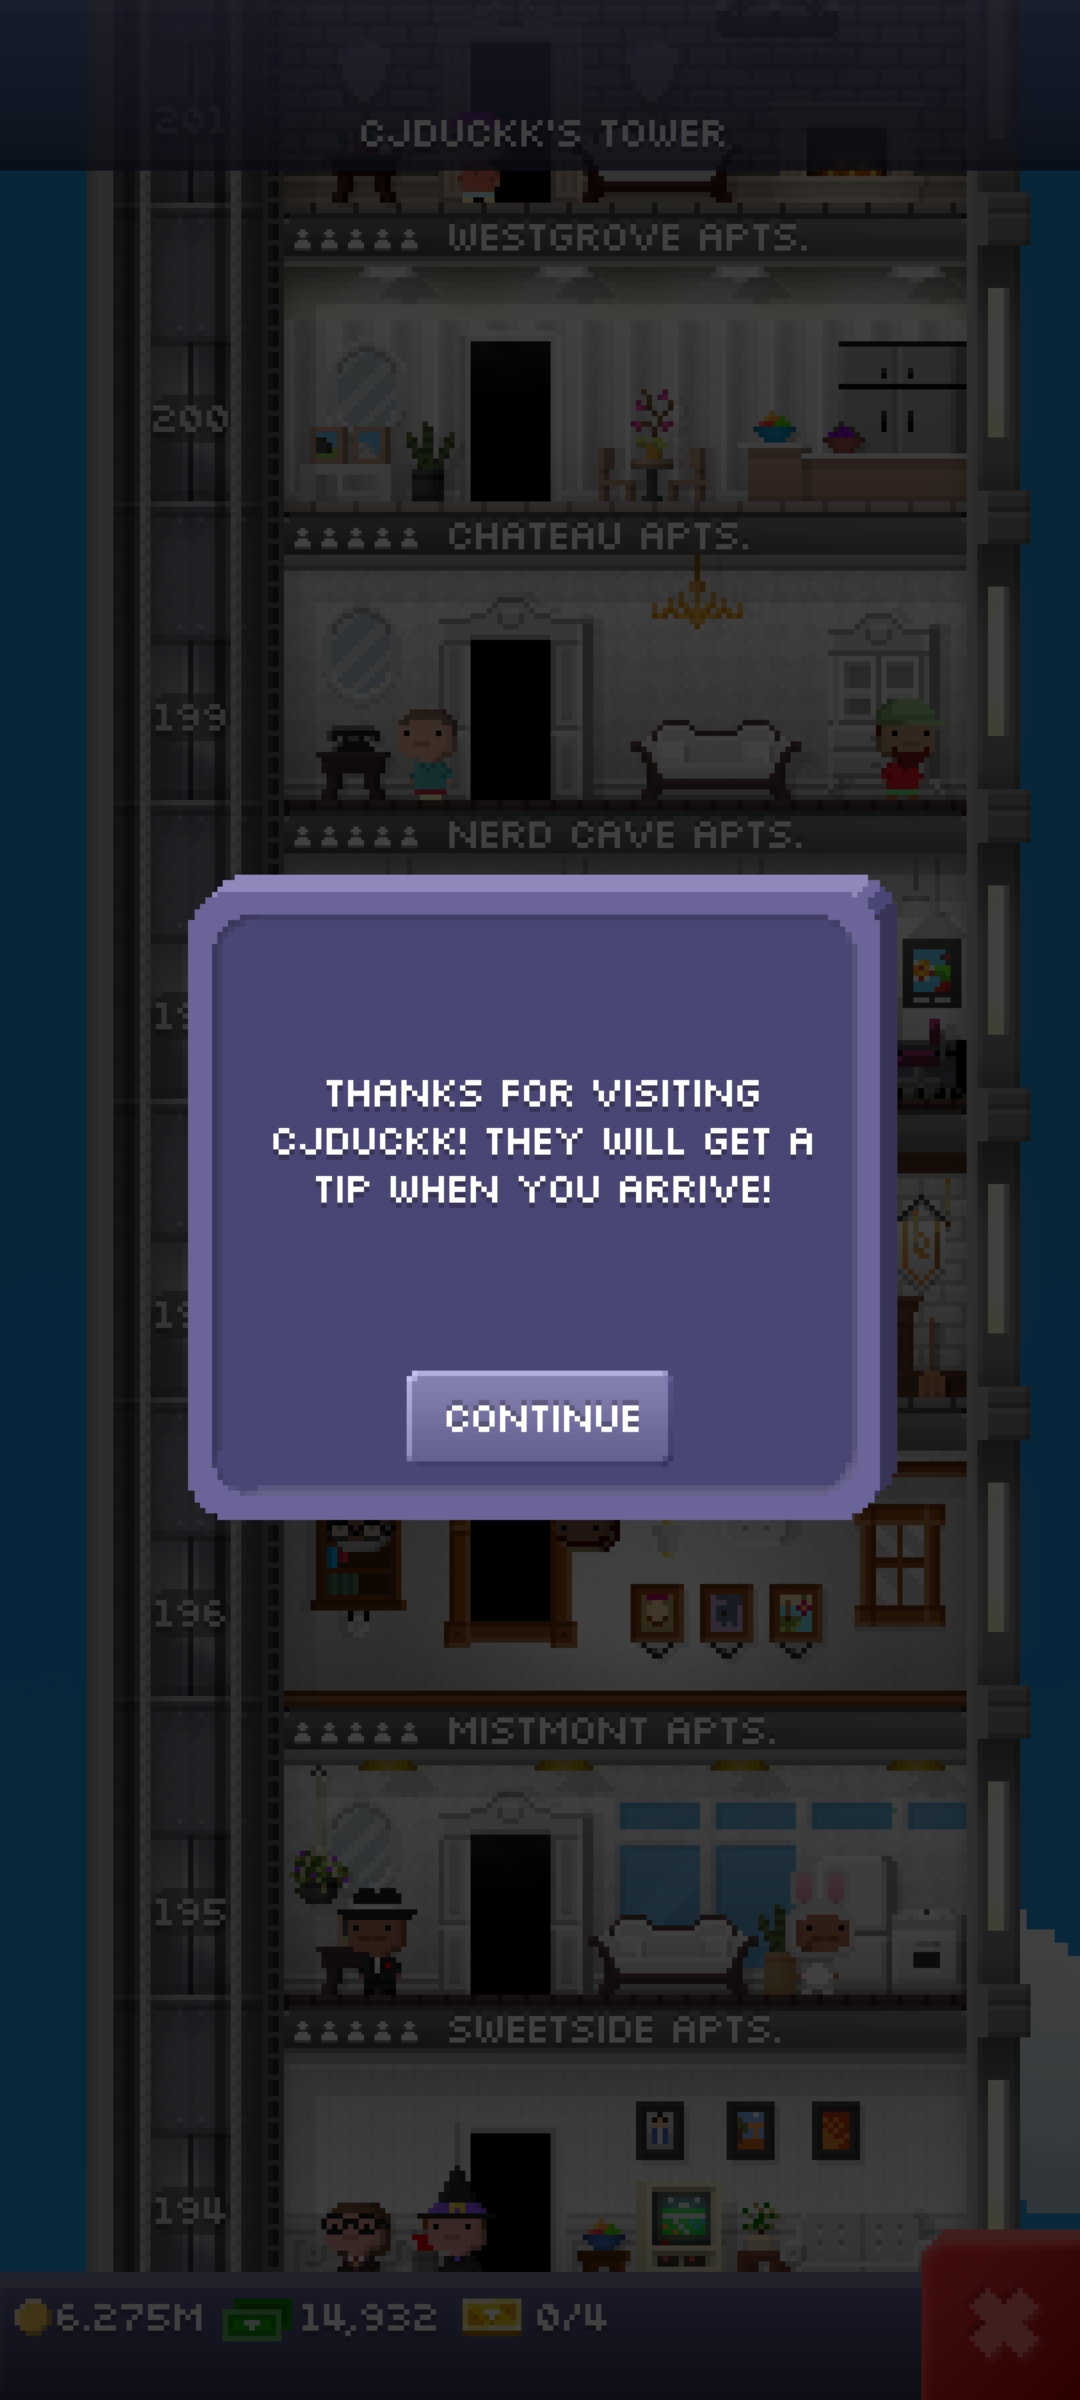 201
CJDUCKK'S TOWER
WESTGROVE APTS.
200
CHATEAU APTS.
199
NERD CAVE APTS.
THANKS FOR VISITING
CJDUCKK! THEY WILL GET A
TIP WHEN YOU ARRIVE!
CONTINUE
196
MISTMONT APTS.
195
SWEETSIDE APTS.
194
6.275M 14,932 0/4